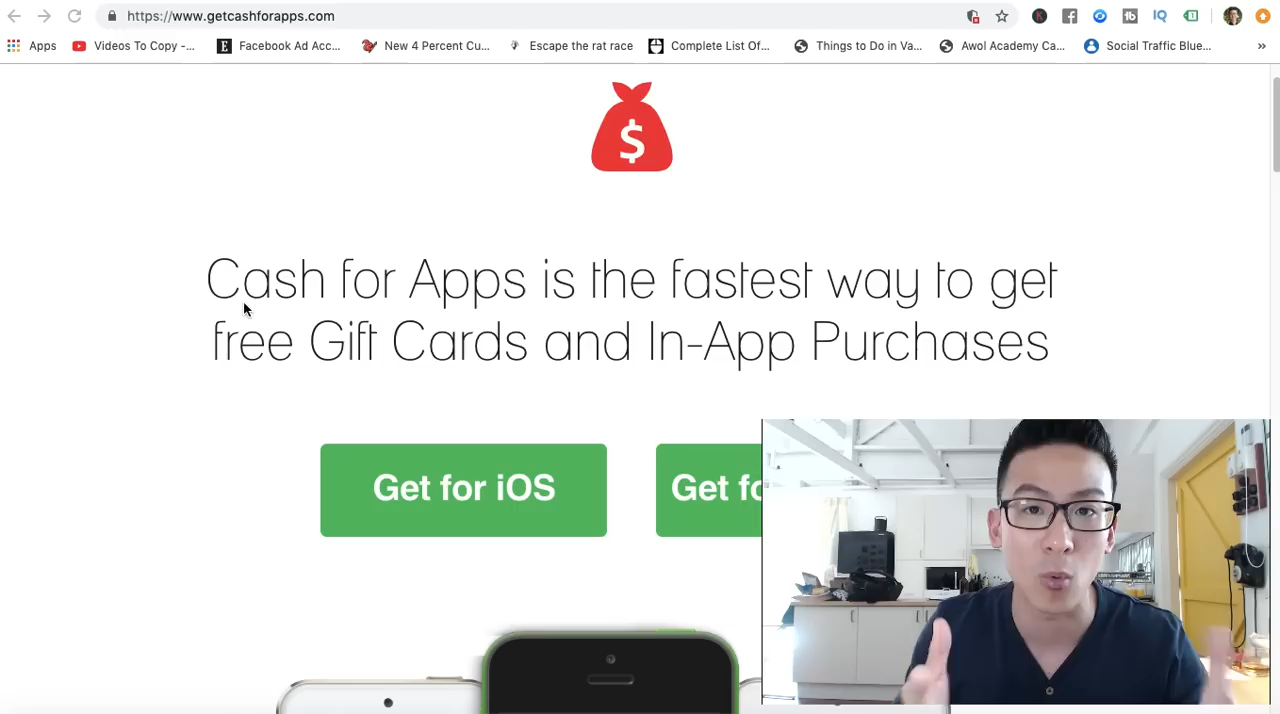 https://www.getcashforapps.com
Apps
Videos To Copy -...
Facebook Ad Acc...
New 4 Percent Cu...
Escape the rat race
Complete List Of...
Things to Do in Va...
Awol Academy Ca...
Social Traffic Blue...
»
$
Cash for Apps is the fastest way to get
free Gift Cards and In-App Purchases
Get for iOS
Get fo